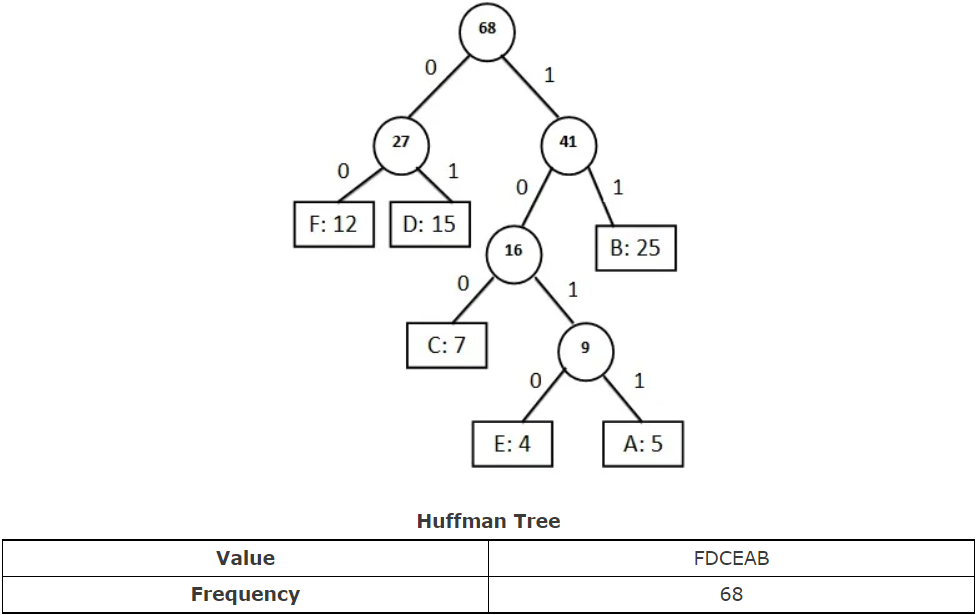 68
0
1
27
41
0
1
0
1
F: 12
D: 15
16
B: 25
0
1
C: 7
9
0
1
E: 4
A: 5
Huffman Tree
Value FDCEAB
Frequency 68